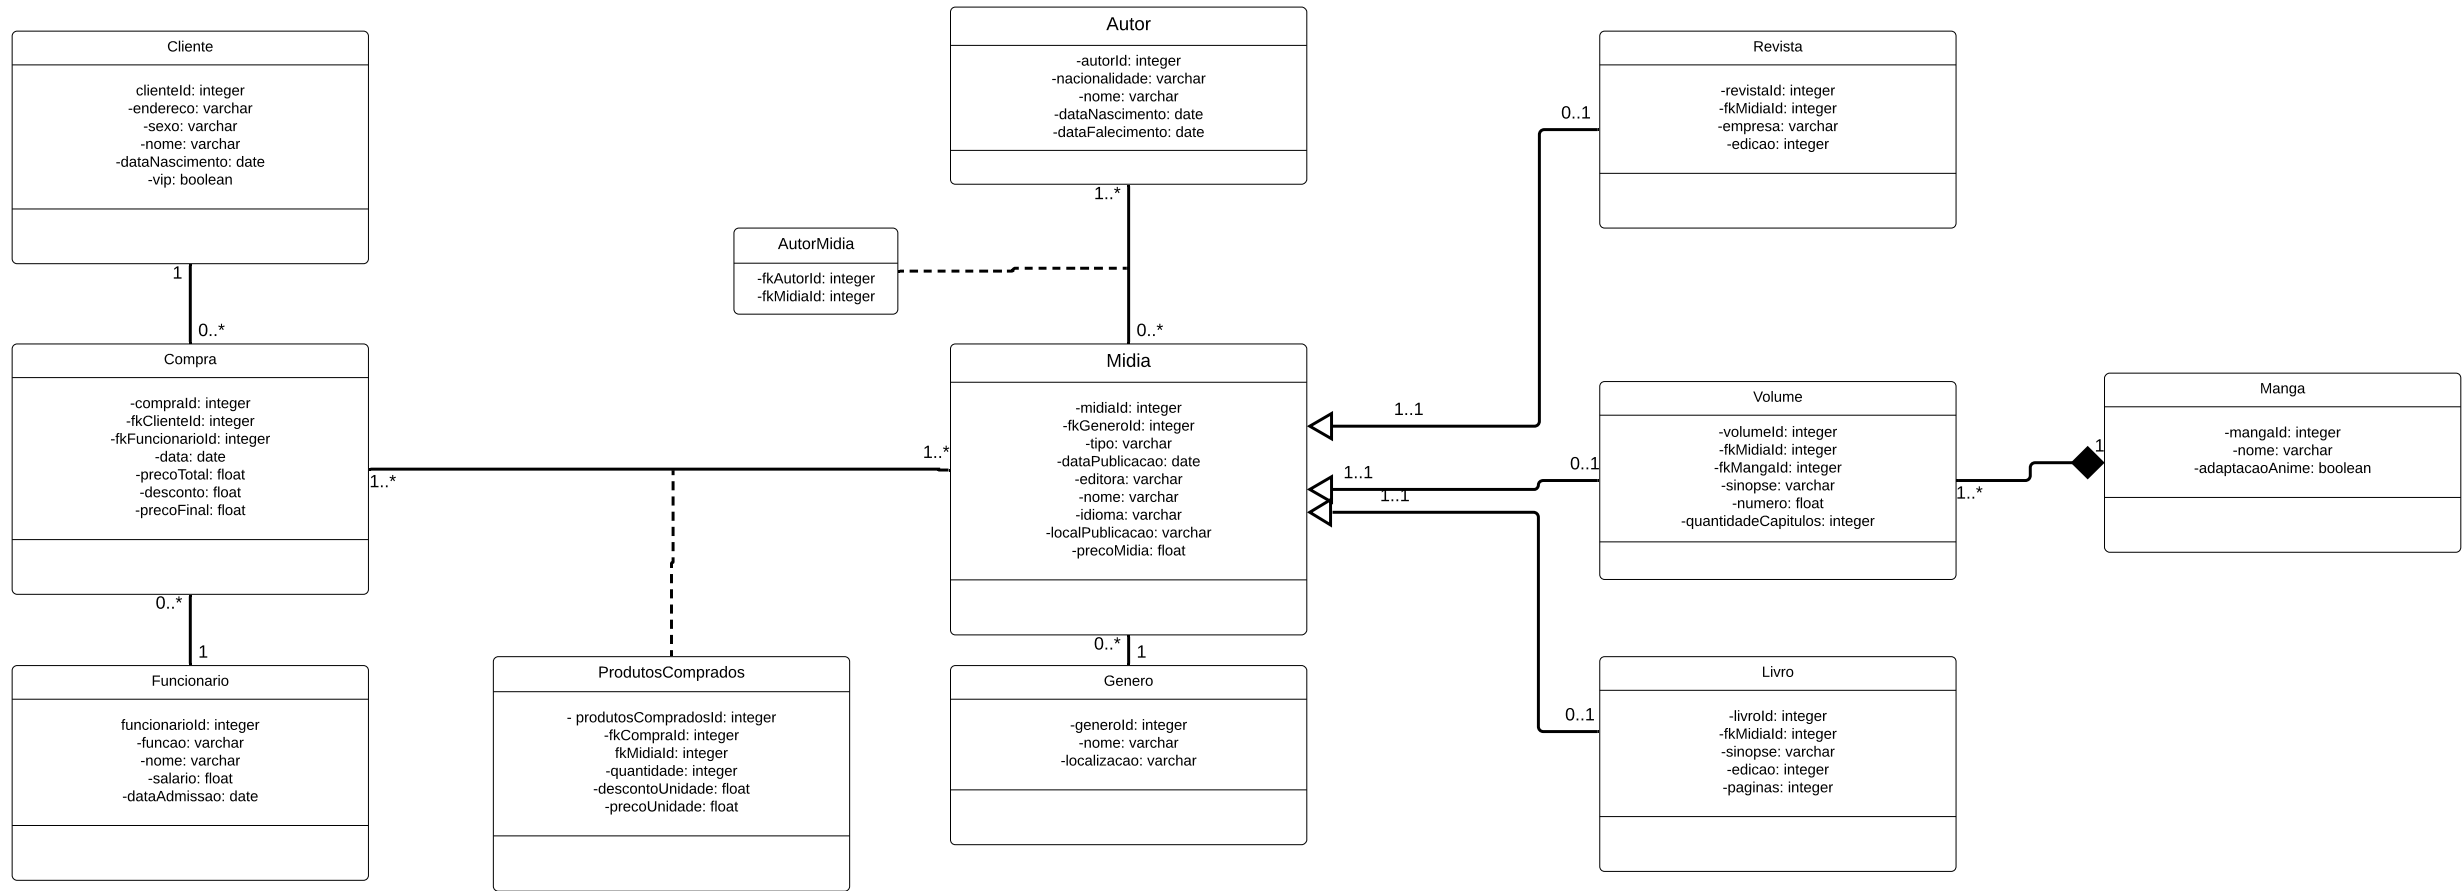 Cliente
clienteId: integer
-endereco: varchar
-sexo: varchar
-nome: varchar
-dataNascimento: date
-vip: boolean
1
0..*
Compra
-compraId: integer
-fkClienteId: integer
-fkFuncionarioId: integer
-data: date
-precoTotal: float
-desconto: float
-precoFinal: float
1..*
1..*
0..*
1
Funcionario
funcionarioId: integer
-funcao: varchar
-nome: varchar
-salario: float
-dataAdmissao: date
ProdutosComprados
- produtosCompradosId: integer
-fkCompraId: integer
fkMidiaId: integer
-quantidade: integer
-descontoUnidade: float
-precoUnidade: float
Autor
-autorId: integer
-nacionalidade: varchar
-nome: varchar
-dataNascimento: date
-dataFalecimento: date
1..*
AutorMidia
-fkAutorId: integer
-fkMidiaId: integer
0..*
Midia
-midiaId: integer
-fkGeneroId: integer
-tipo: varchar
-dataPublicacao: date
-editora: varchar
-nome: varchar
-idioma: varchar
-localPublicacao: varchar
-precoMidia: float
0..*
1
Genero
-generoId: integer
-nome: varchar
-localizacao: varchar
1..1
1..1
1..1
0..1
Revista
-revistaId: integer
-fkMidiaId: integer
-empresa: varchar
-edicao: integer
0..1
Volume
-volumeId: integer
-fkMidiaId: integer
-fkMangaId: integer
-sinopse: varchar
-numero: float
-quantidadeCapitulos: integer
1..*
1
Manga
-mangaId: integer
-nome: varchar
-adaptacaoAnime: boolean
0..1
Livro
-livroId: integer
-fkMidiaId: integer
-sinopse: varchar
-edicao: integer
-paginas: integer